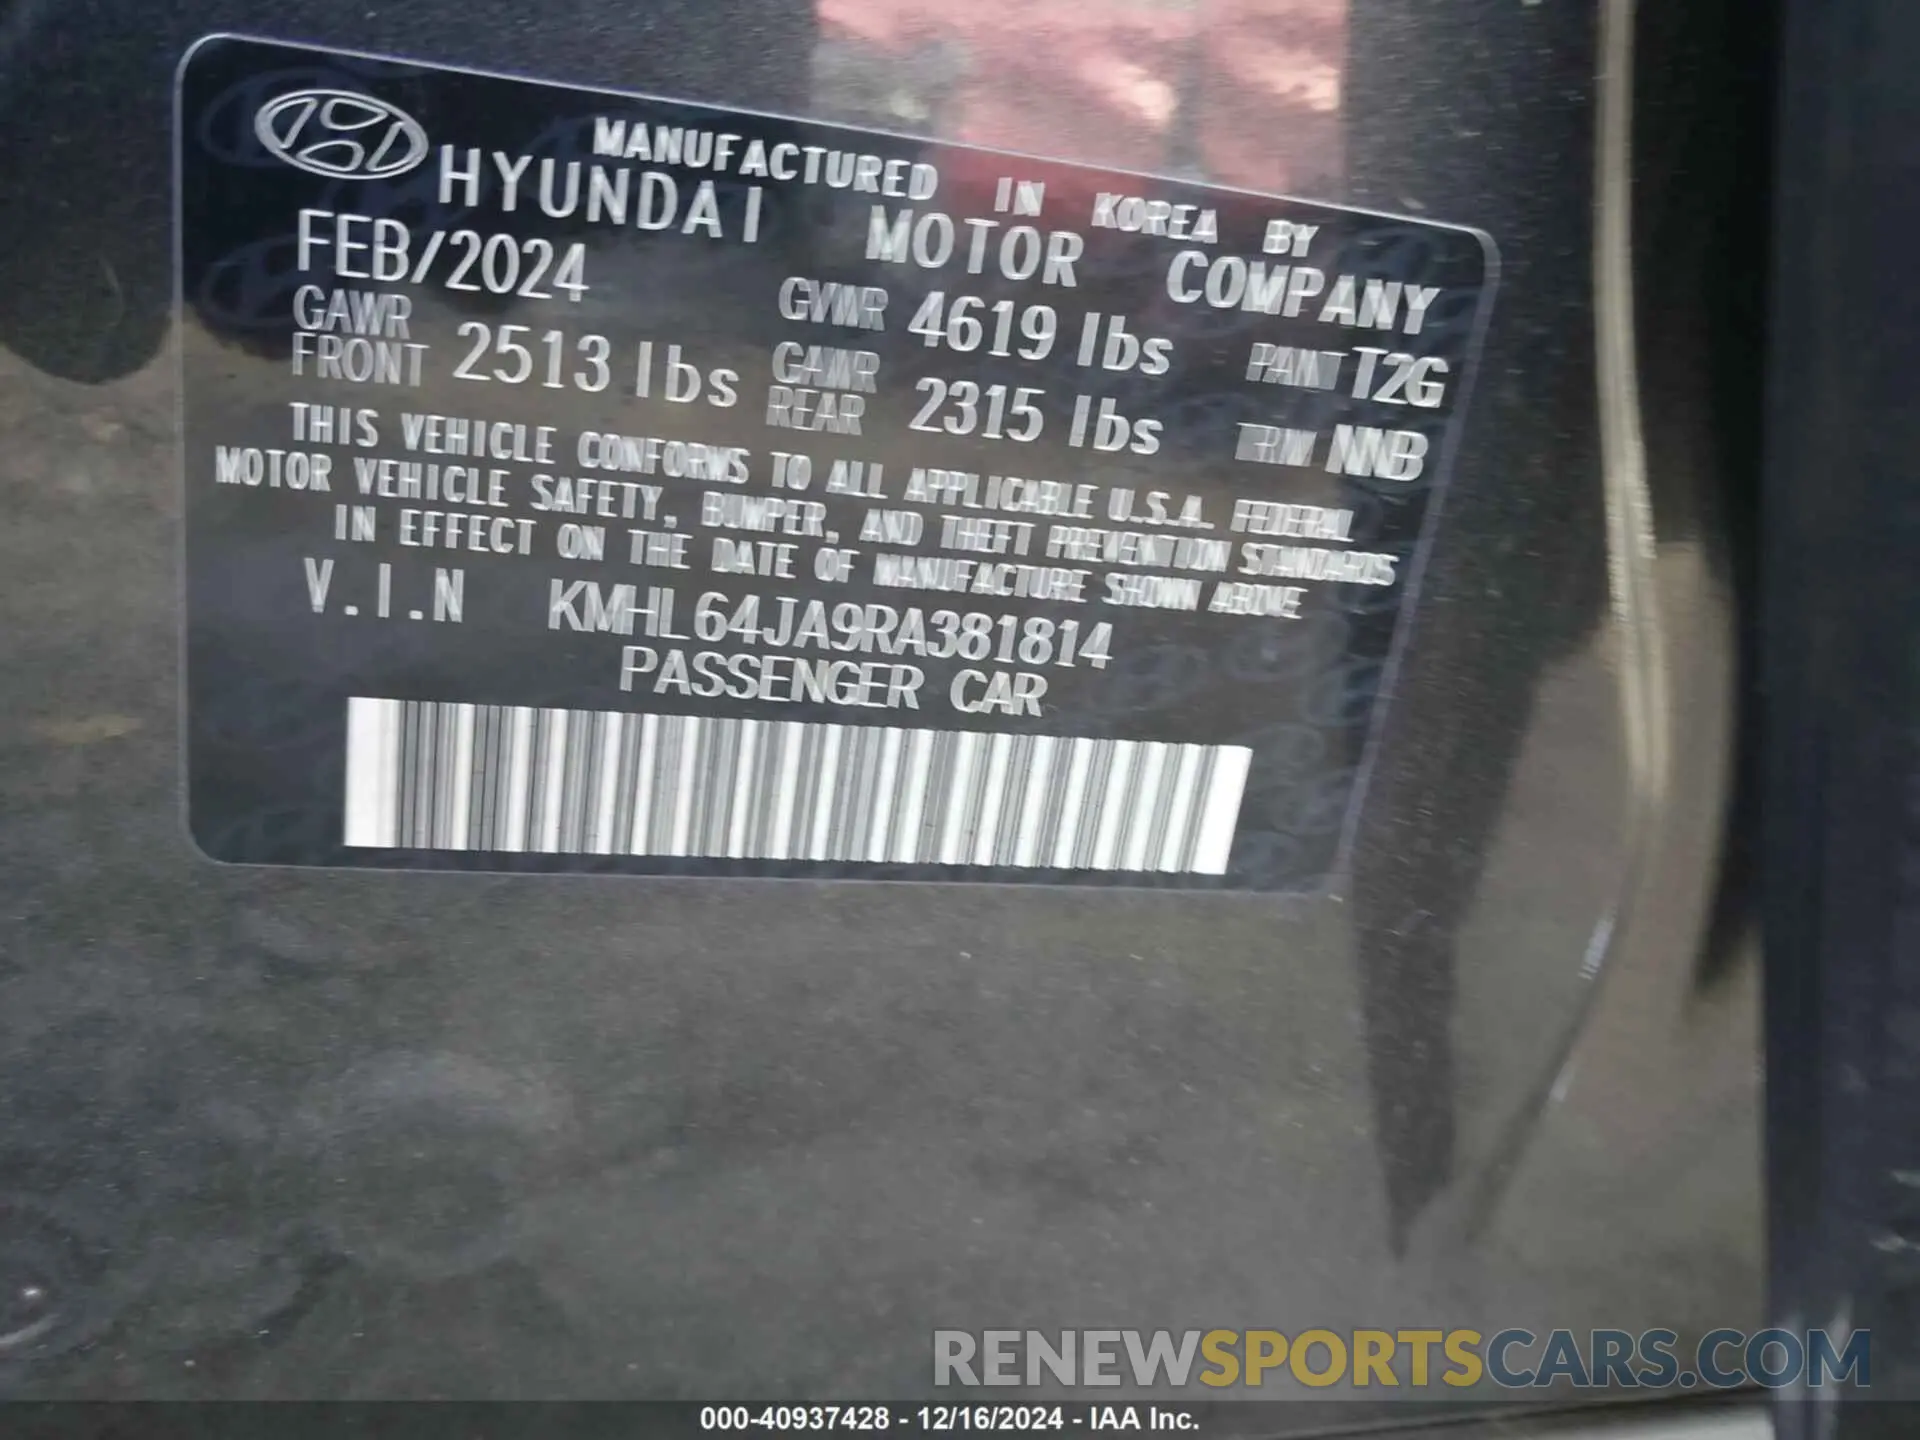 MANUFACTURED IN KOREA BY
HYUNDAI MOTOR COMPANY
FEB/2024 GVWR 4619 lbs PAINT T2G
GAWR FRONT 2513 lbs GAWR REAR 2315 lbs TRIM NNB
THIS VEHICLE CONFORMS TO ALL APPLICABLE U.S.A. FEDERAL
MOTOR VEHICLE SAFETY, BUMPER, AND THEFT PREVENTION STANDARDS
IN EFFECT ON THE DATE OF MANUFACTURE SHOWN ABOVE
V.I.N KMHL64JA9RA381814
PASSENGER CAR
RENEWSPORTSCARS.COM
000-40937428 - 12/16/2024 - IAA Inc.